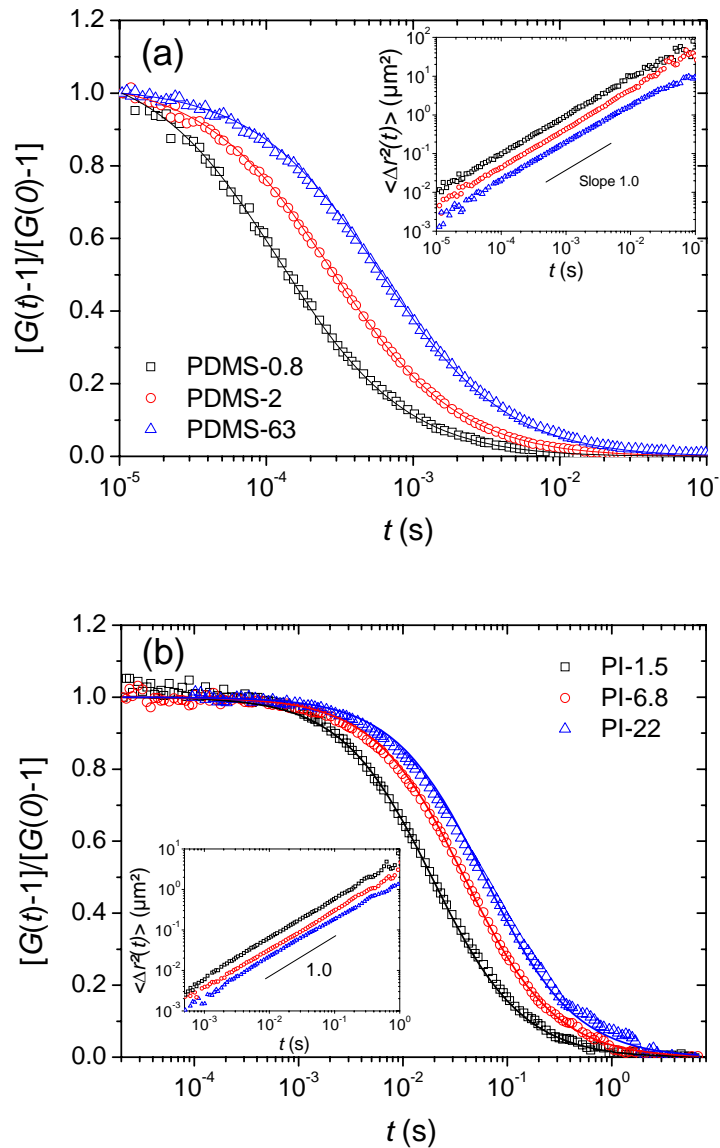 (a)
1.2
1.0
0.8
0.6
0.4
0.2
0.0
[G(t)-1]/[G(0)-1]
10⁻⁵ 10⁻⁴ 10⁻³ 10⁻² 10⁻
t (s)
PDMS-0.8
PDMS-2
PDMS-63
<Δr²(t)> (μm²)
10²
10¹
10⁰
10⁻¹
10⁻²
10⁻³
10⁻⁵ 10⁻⁴ 10⁻³ 10⁻² 10⁻¹
t (s)
Slope 1.0
(b)
1.2
1.0
0.8
0.6
0.4
0.2
0.0
[G(t)-1]/[G(0)-1]
10⁻⁴ 10⁻³ 10⁻² 10⁻¹ 10⁰
t (s)
PI-1.5
PI-6.8
PI-22
<Δr²(t)> (μm²)
10¹
10⁰
10⁻¹
10⁻²
10⁻³
10⁻³ 10⁻² 10⁻¹ 10⁰
t (s)
1.0